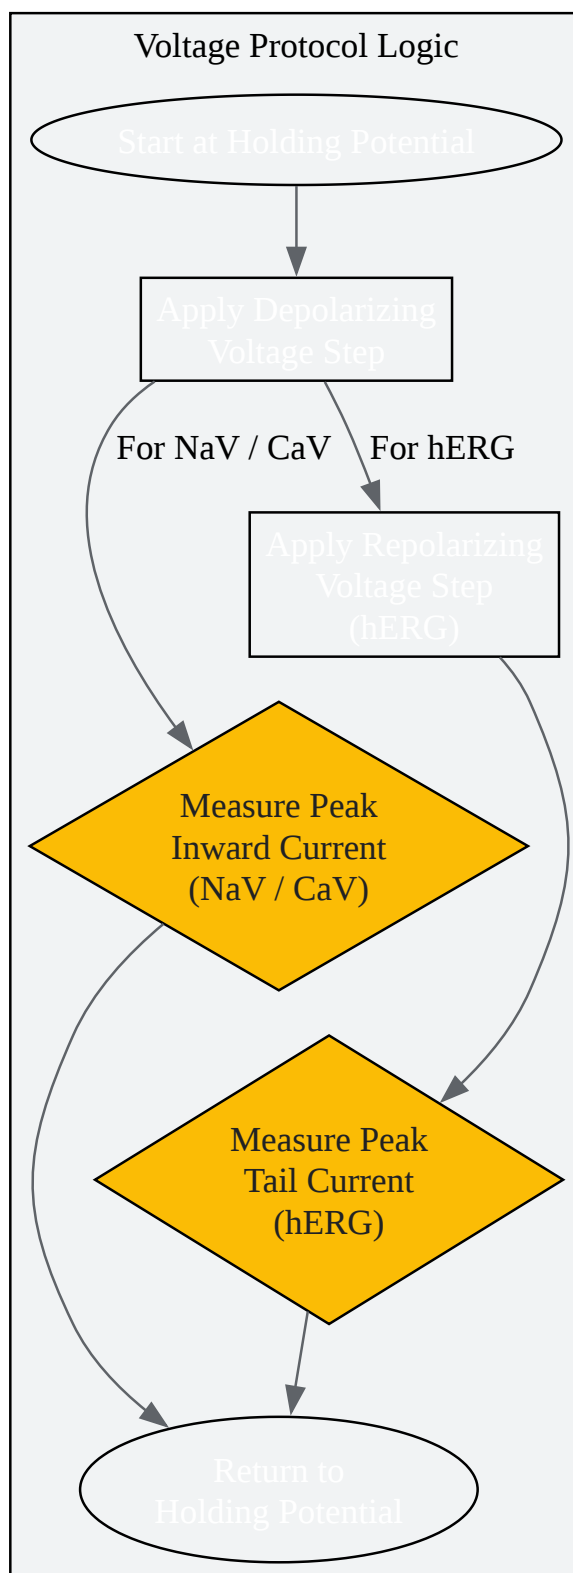 Voltage Protocol Logic
Start at Holding Potential
Apply Depolarizing
Voltage Step
For NaV / CaV
For hERG
Apply Repolarizing
Voltage Step
(hERG)
Measure Peak
Inward Current
(NaV / CaV)
Measure Peak
Tail Current
(hERG)
Return to
Holding Potential